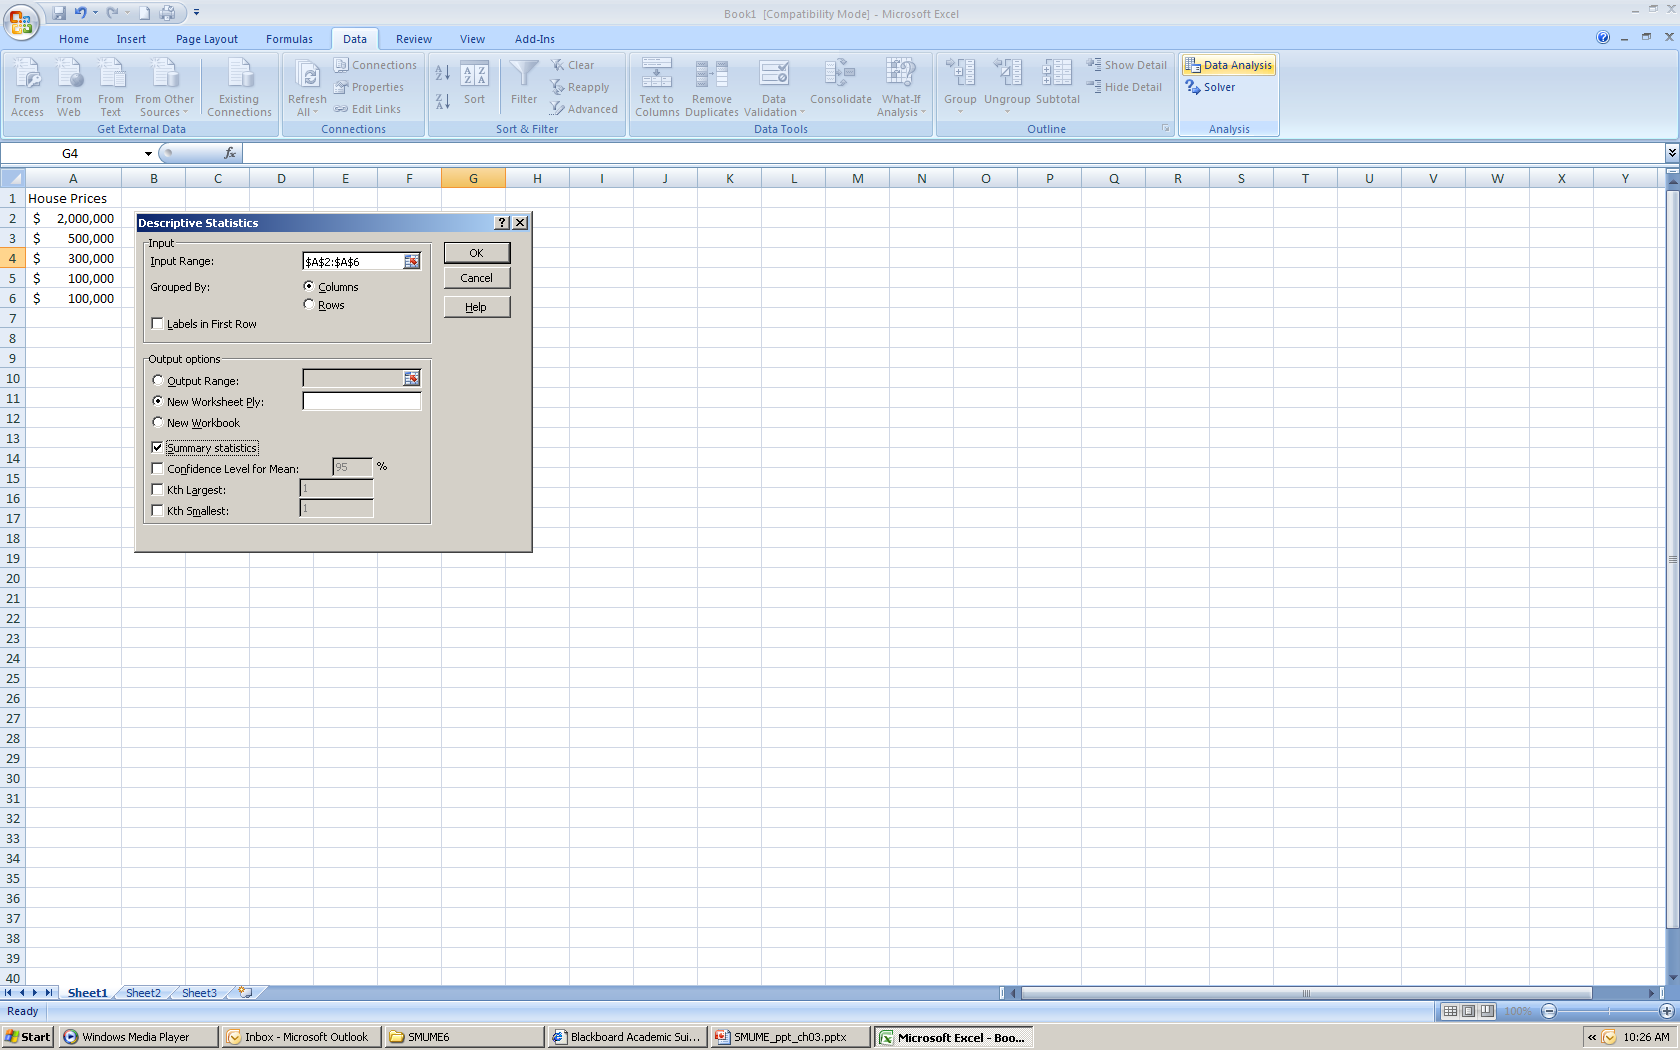 Book1 [Compatibility Mode] - Microsoft Excel
Home Insert Page Layout Formulas Data Review View Add-Ins
From Access
From Web
From Text
From Other Sources
Existing Connections
Get External Data
Refresh All
Connections
Properties
Edit Links
Connections
Sort
Filter
Clear
Reapply
Advanced
Sort & Filter
Text to Columns
Remove Duplicates
Data Validation
Consolidate
What-If Analysis
Data Tools
Group
Ungroup
Subtotal
Show Detail
Hide Detail
Outline
Data Analysis
Solver
Analysis
G4 fx
A B C D E F G H I J K L M N O P Q R S T U V W X Y
1 House Prices
2 $ 2,000,000
3 $ 500,000
4 $ 300,000
5 $ 100,000
6 $ 100,000
7
8
9
10
11
12
13
14
15
16
17
18
19
20
21
22
23
24
25
26
27
28
29
30
31
32
33
34
35
36
37
38
39
40
Descriptive Statistics
Input
Input Range: $A$2:$A$6
Grouped By: Columns
Rows
Labels in First Row
OK
Cancel
Help
Output options
Output Range:
New Worksheet Ply:
New Workbook
Summary statistics
Confidence Level for Mean: 95 %
Kth Largest: 1
Kth Smallest: 1
Sheet1 Sheet2 Sheet3
Ready 100%
Start Windows Media Player Inbox - Microsoft Outlook SMUME6 Blackboard Academic Sui... SMUME_ppt_ch03.pptx Microsoft Excel - Boo... « 10:26 AM